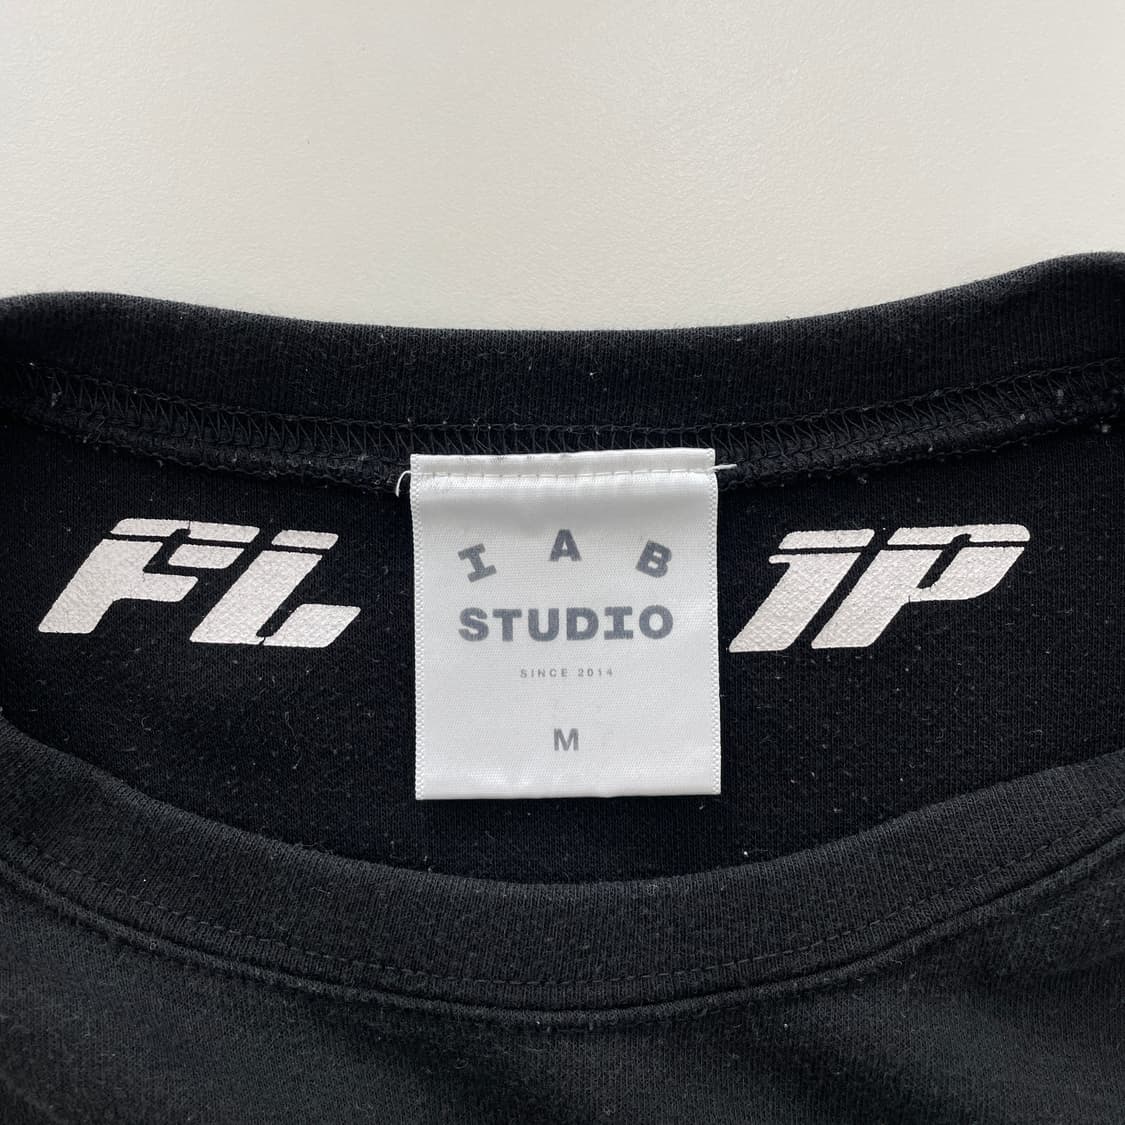 FL IP
I A B
STUDIO
SINCE 2014
M